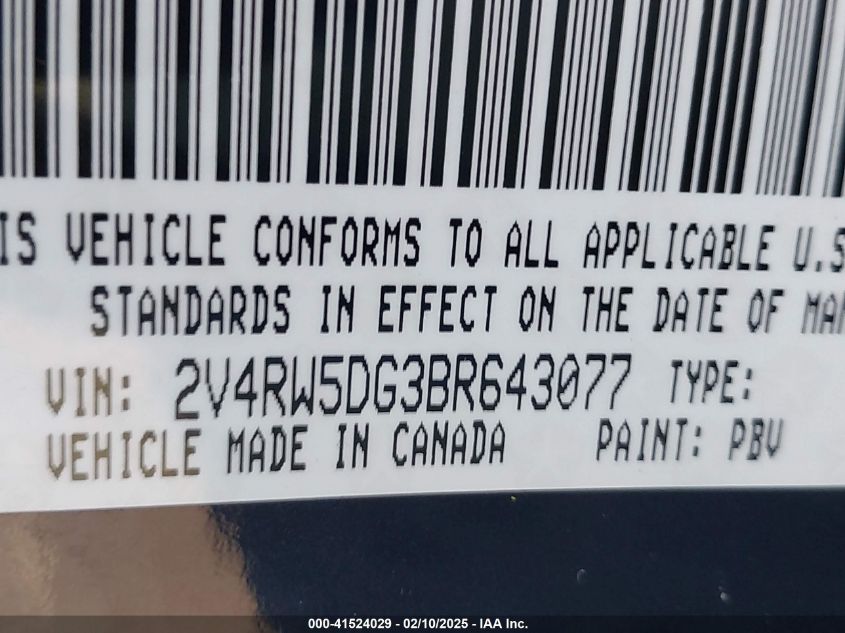 IS VEHICLE CONFORMS TO ALL APPLICABLE U.S
STANDARDS IN EFFECT ON THE DATE OF MAN
VIN: 2V4RW5DG3BR643077 TYPE:
VEHICLE MADE IN CANADA PAINT: PBV
000-41524029 - 02/10/2025 - IAA Inc.